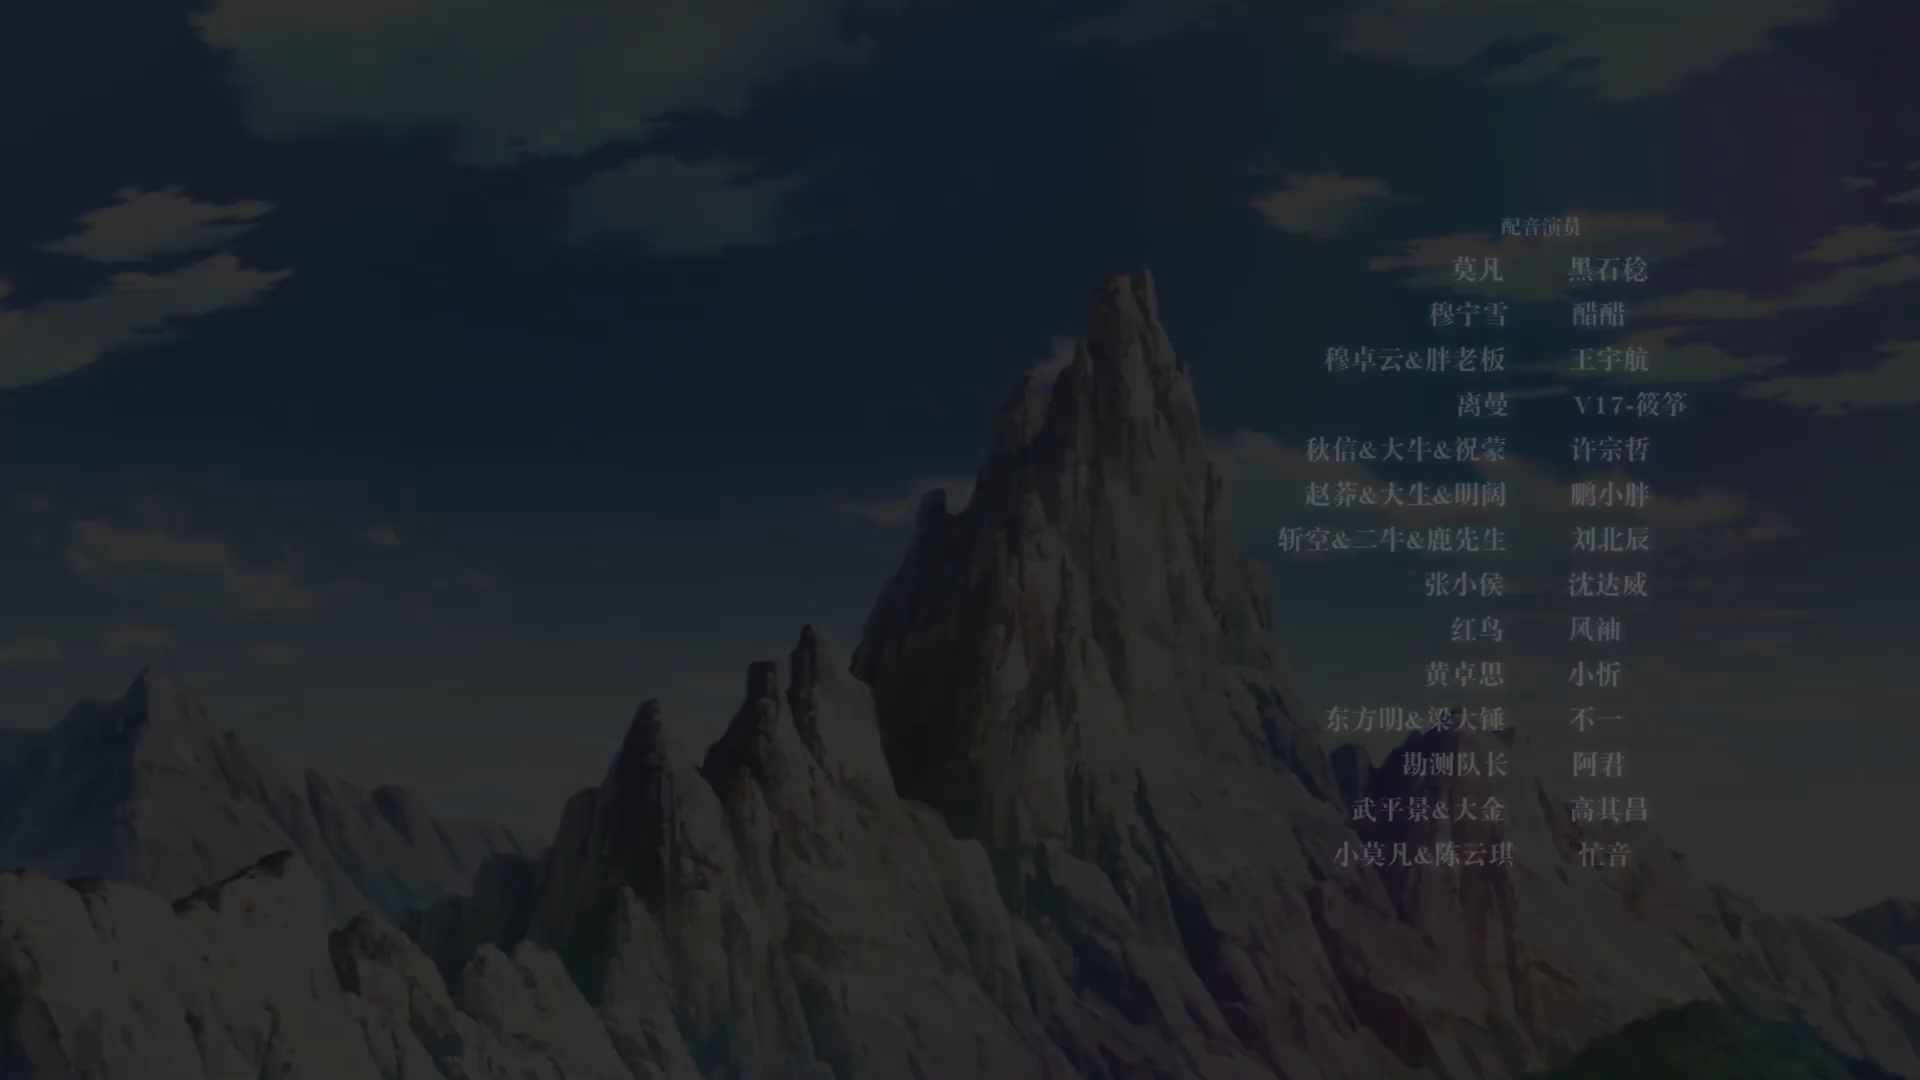 配音演员
莫凡 黑石稔
穆宁雪 醋醋
穆卓云&胖老板 王宇航
离曼 V17-筱筝
秋信&大牛&祝蒙 许宗哲
赵莽&大生&明阔 鹏小胖
斩空&二牛&鹿先生 刘北辰
张小侯 沈达威
红鸟 风袖
黄卓思 小忻
东方明&梁大锤 不一
勘测队长 阿君
武平景&大金 高其昌
小莫凡&陈云琪 忙音